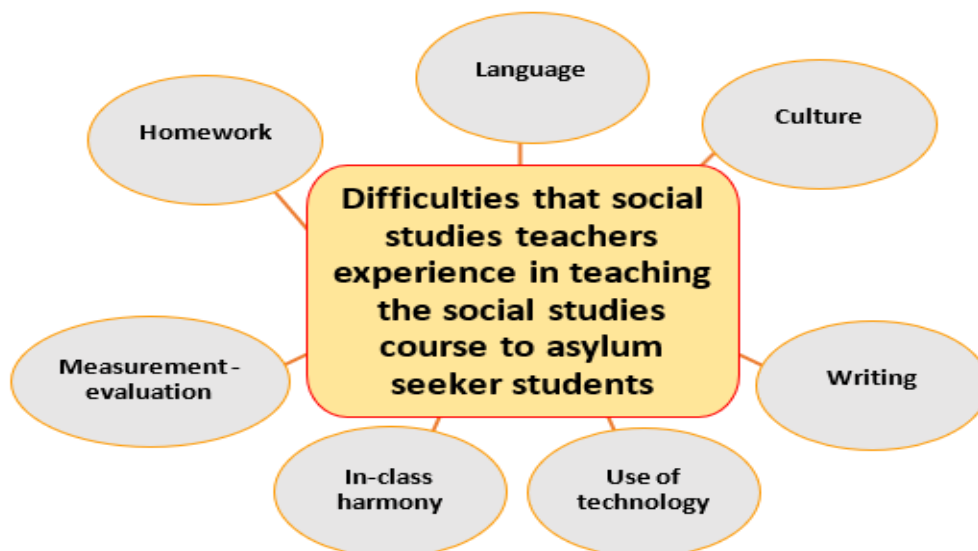 Language
Culture
Homework
Difficulties that social
studies teachers
experience in teaching
the social studies
course to asylum
seeker students
Measurement-
evaluation
Writing
In-class
harmony
Use of
technology